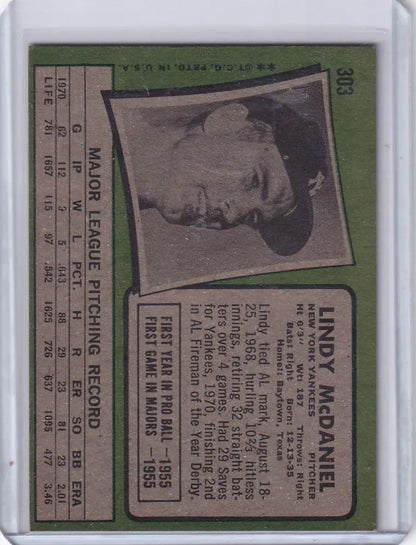 303
★★©T.C.G. PRTD. IN U.S.A.
LINDY McDANIEL
NEW YORK YANKEES PITCHER
Ht: 6'3" Wt: 187 Throws: Right
Bats: Right Born: 12-13-35
Home: Baytown, Texas
Lindy tied AL mark, August 18-
25, 1968, hurling 10⅔ hitless
innings, retiring 32 straight bat-
ters over 4 games. Had 29 Saves
for Yankees, 1970, finishing 2nd
in AL Fireman of the Year Derby.
FIRST YEAR IN PRO BALL —1955
FIRST GAME IN MAJORS —1955
MAJOR LEAGUE PITCHING RECORD
G IP W L PCT. H R ER SO BB ERA
1970 62 112 9 5 .643 88 29 23 81 23 2.01
LIFE 781 1657 115 97 .542 1625 726 637 1095 477 3.46